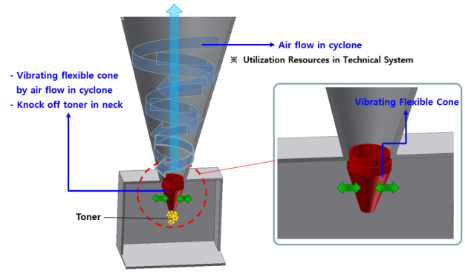 Air flow in cyclone
※ Utilization Resources in Technical System
- Vibrating flexible cone
by air flow in cyclone
- Knock off toner in neck
Vibrating Flexible Cone
Toner